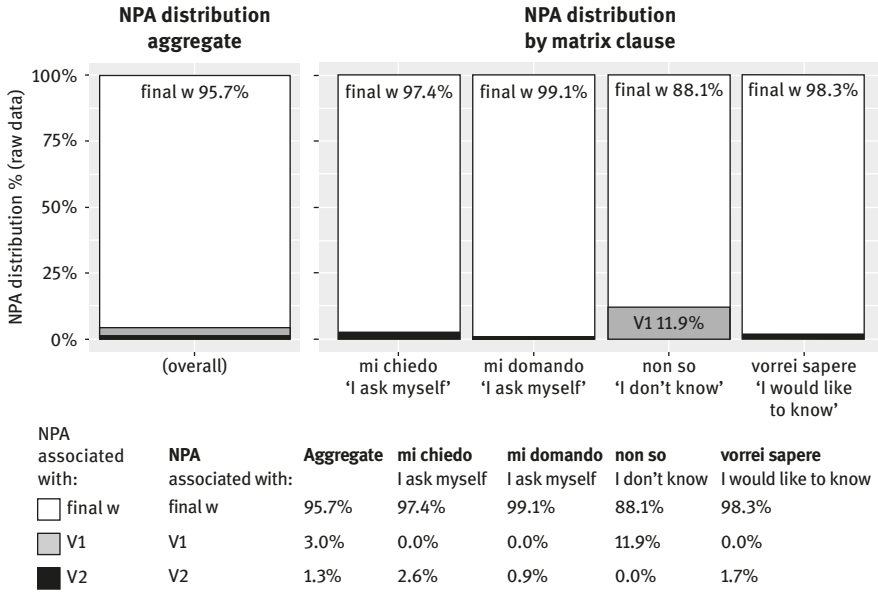 NPA distribution
aggregate
NPA distribution
by matrix clause
NPA distribution % (raw data)
100%
75%
50%
25%
0%
final w 95.7%
final w 97.4%
final w 99.1%
final w 88.1%
final w 98.3%
V1 11.9%
(overall)
mi chiedo
‘I ask myself’
mi domando
‘I ask myself’
non so
‘I don’t know’
vorrei sapere
‘I would like
to know’
NPA
associated
with:
final w
V1
V2
NPA Aggregate mi chiedo mi domando non so vorrei sapere
associated with: I ask myself I ask myself I don’t know I would like to know
final w 95.7% 97.4% 99.1% 88.1% 98.3%
V1 3.0% 0.0% 0.0% 11.9% 0.0%
V2 1.3% 2.6% 0.9% 0.0% 1.7%